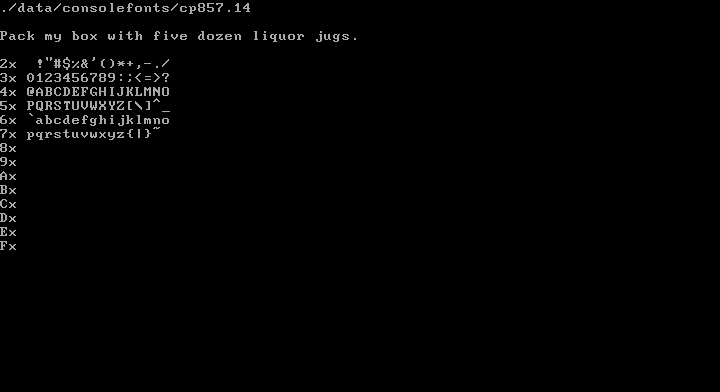 ./data/consolefonts/cp857.14
Pack my box with five dozen liquor jugs.
2x  !"#$%&'()*+,-./
3x 0123456789:;<=>?
4x @ABCDEFGHIJKLMNO
5x PQRSTUVWXYZ[\]^_
6x `abcdefghijklmno
7x pqrstuvwxyz{|}~
8x
9x
Ax
Bx
Cx
Dx
Ex
Fx